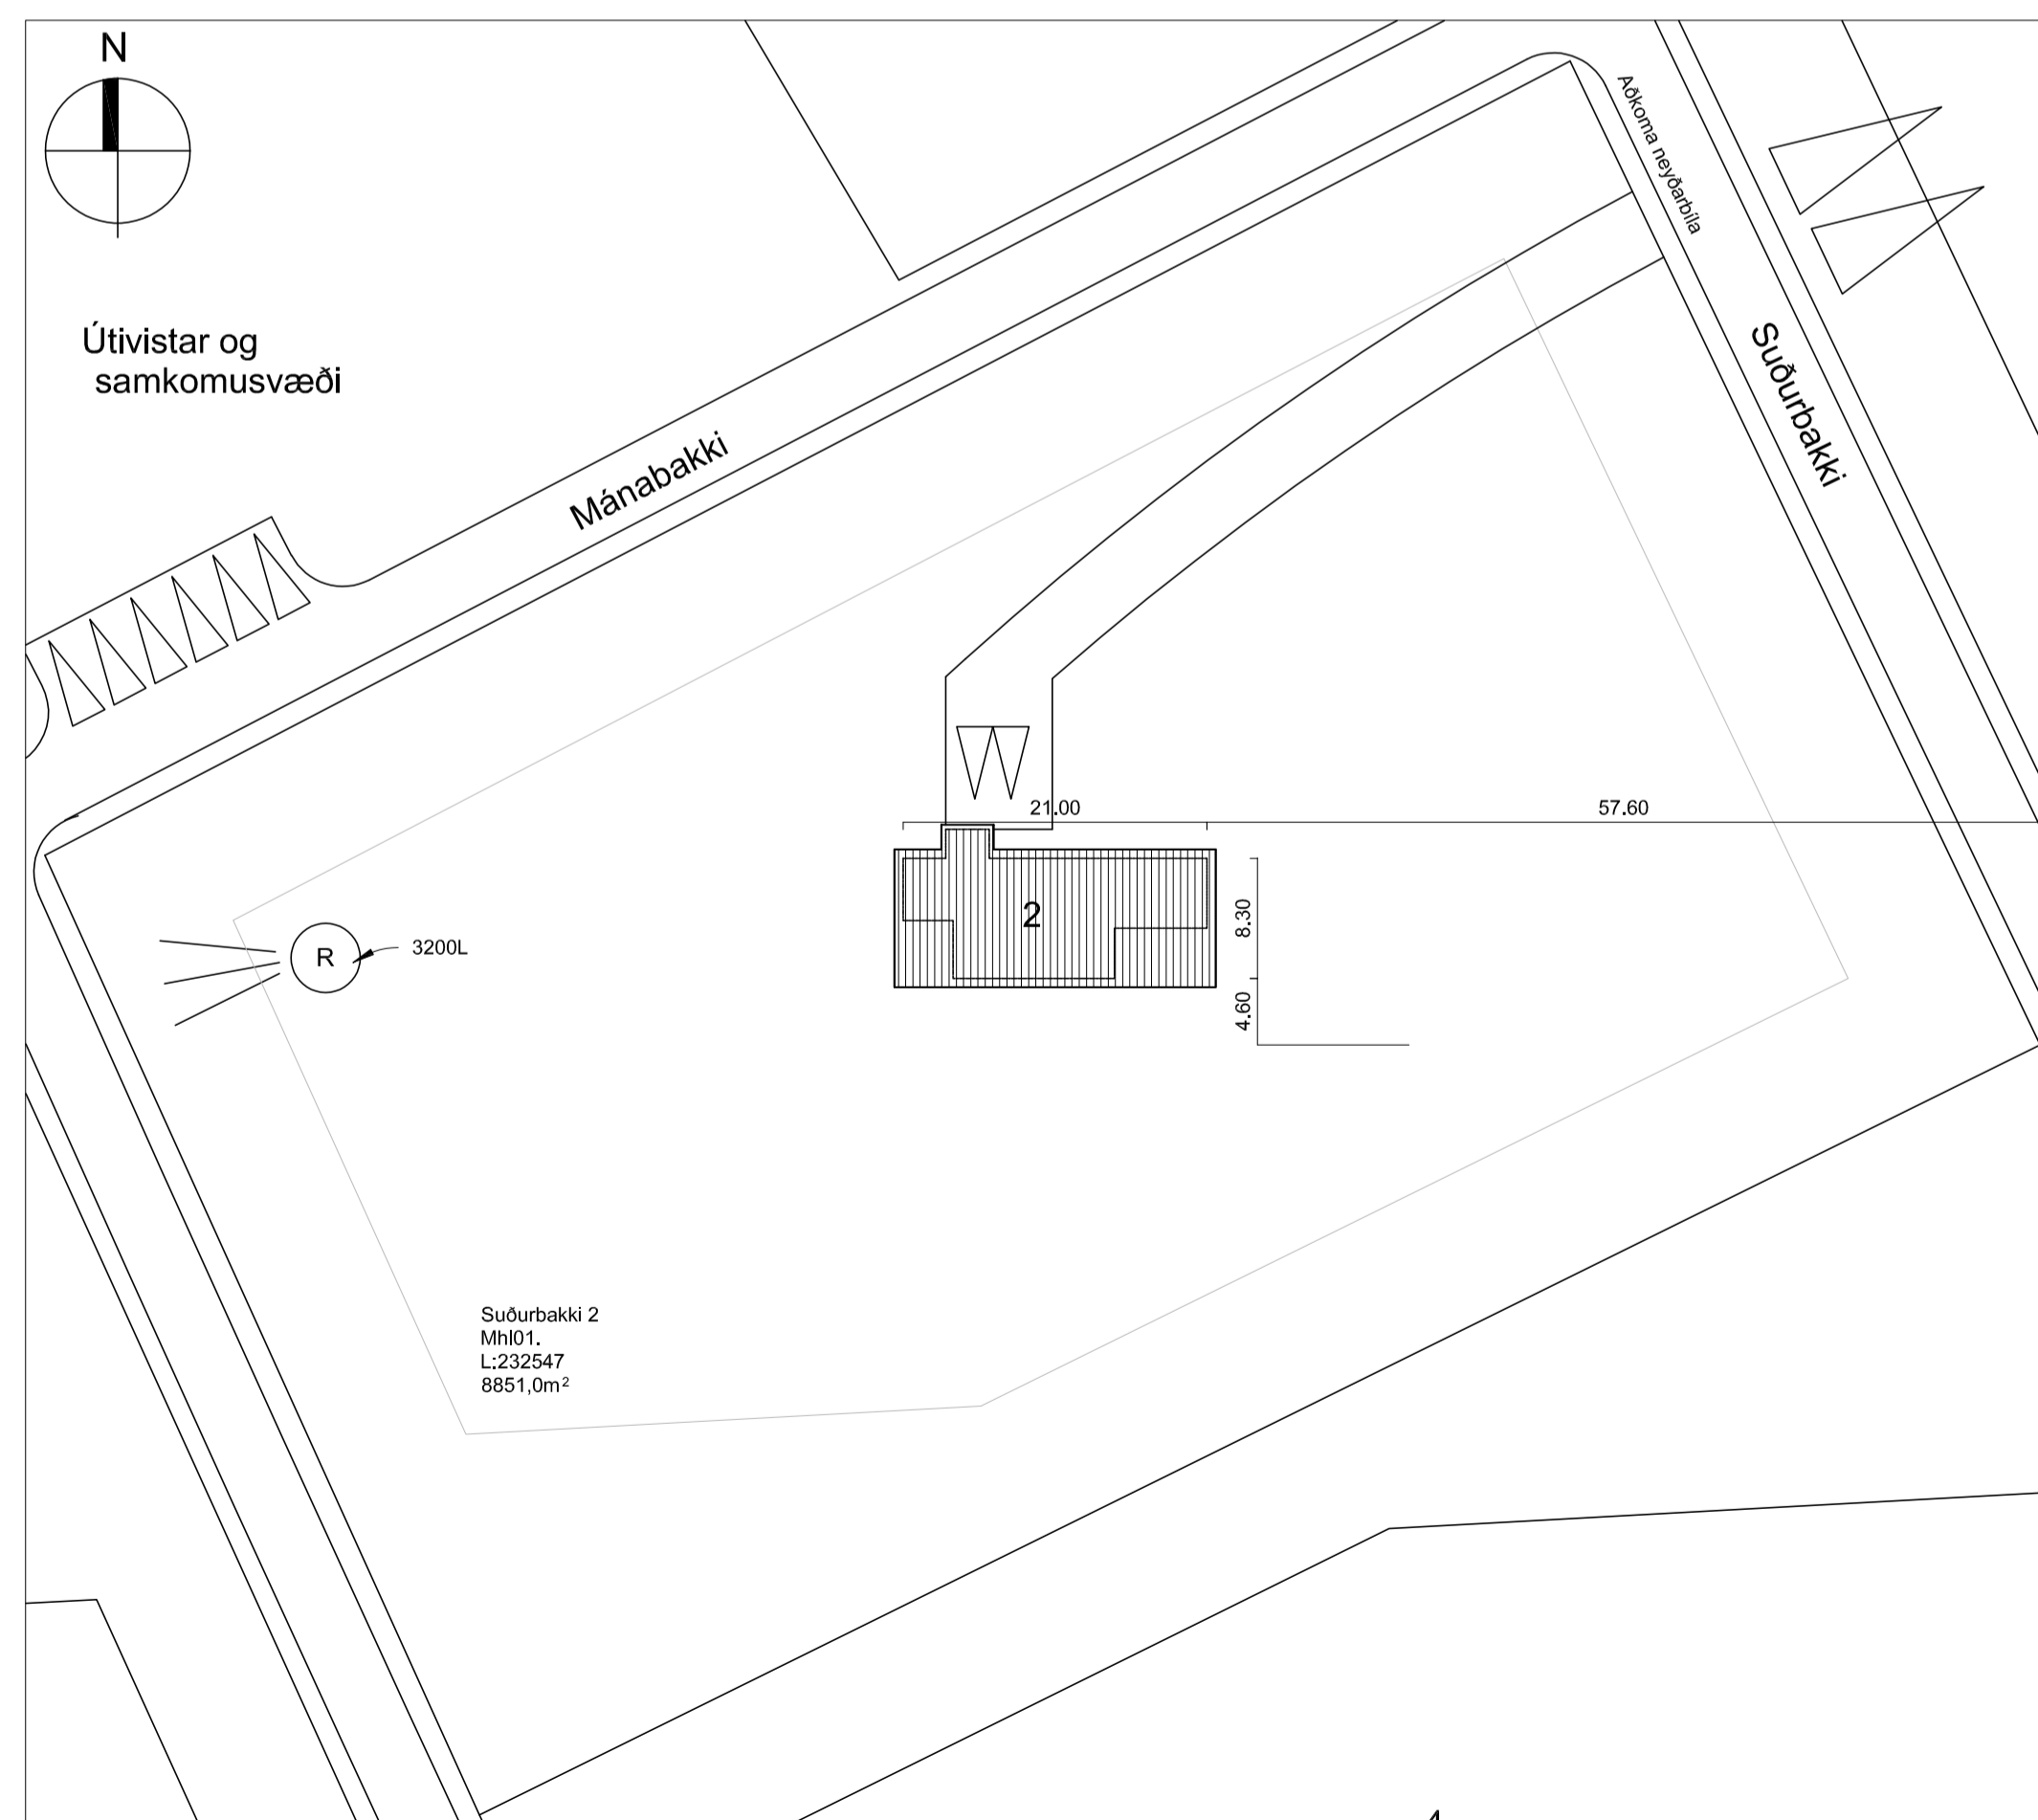 N
Aðkoma neyðarbíla
Útivistar og
samkomusvæði
Suðurbakki
Mánabakki
21.00
57.60
2
8.30
R
3200L
4.60
Suðurbakki 2
Mhl01.
L:232547
8851,0m²